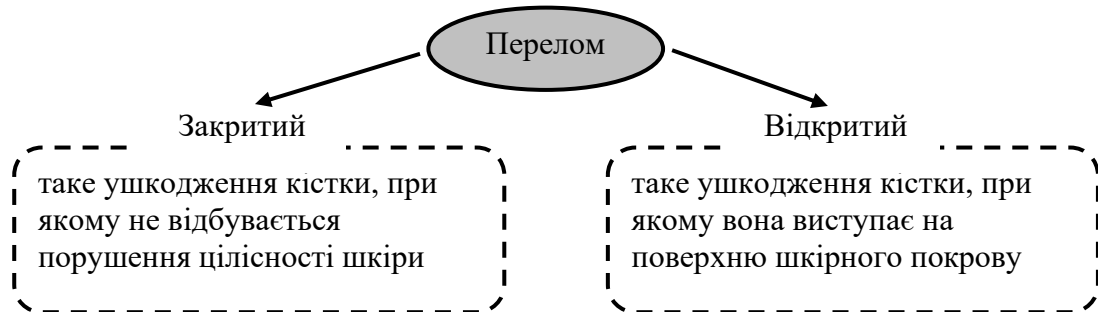 Перелом
Закритий
Відкритий
таке ушкодження кістки, при
якому не відбувається
порушення цілісності шкіри
таке ушкодження кістки, при
якому вона виступає на
поверхню шкірного покрову